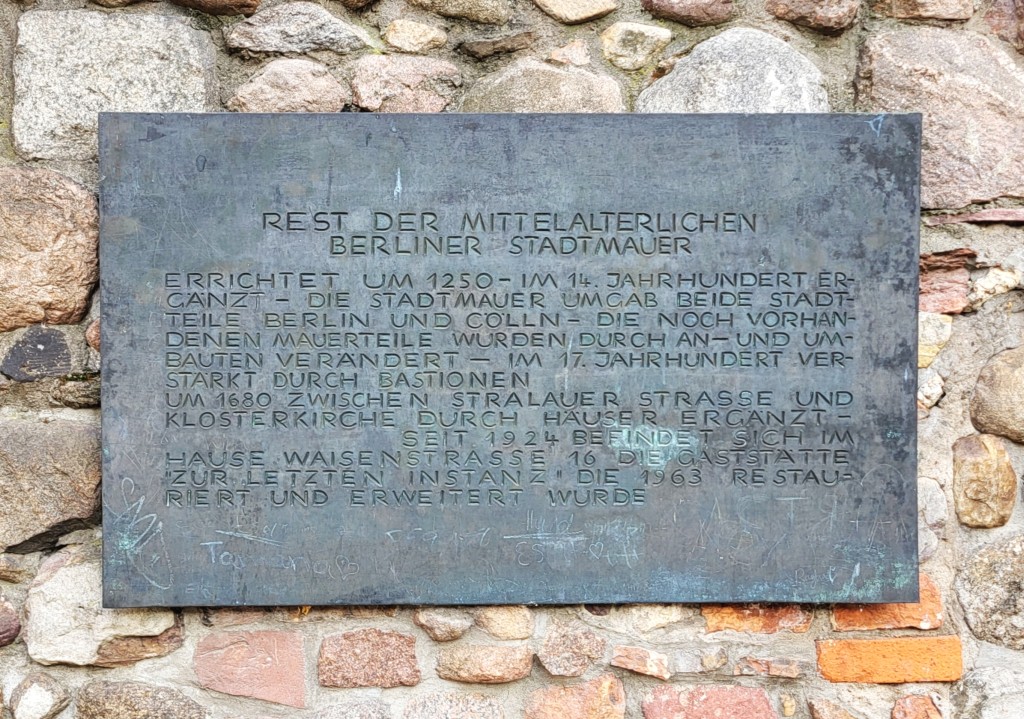 REST DER MITTELALTERLICHEN
BERLINER STADTMAUER
ERRICHTET UM 1250 – IM 14. JAHRHUNDERT ER-
GÄNZT – DIE STADTMAUER UMGAB BEIDE STADT-
TEILE BERLIN UND CÖLLN – DIE NOCH VORHAN-
DENEN MAUERTEILE WURDEN DURCH AN– UND UM-
BAUTEN VERÄNDERT – IM 17. JAHRHUNDERT VER-
STÄRKT DURCH BASTIONEN
UM 1680 ZWISCHEN STRALAUER STRASSE UND
KLOSTERKIRCHE DURCH HÄUSER ERGÄNZT –
SEIT 1924 BEFINDET SICH IM
HAUSE WAISENSTRASSE 16 DIE GASTSTÄTTE
"ZUR LETZTEN INSTANZ" DIE 1963 RESTAU-
RIERT UND ERWEITERT WURDE